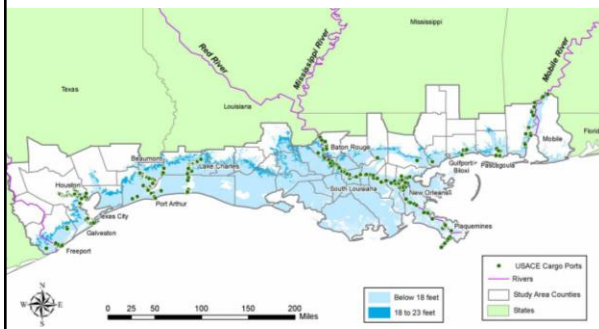 Mississippi
Texas
Louisiana
Red River
Mississippi River
Mobile River
Florid
Baton Rouge
Mobile
Beaumont
Lake Charles
Gulfport/
Biloxi
Pascagoula
Houston
South Louisiana
New Orleans
Port Arthur
Texas City
Galveston
Plaquemines
Freeport
N
W E
S
0 25 50 100 150 200
Miles
Below 18 feet
18 to 23 feet
USACE Cargo Ports
Rivers
Study Area Counties
States